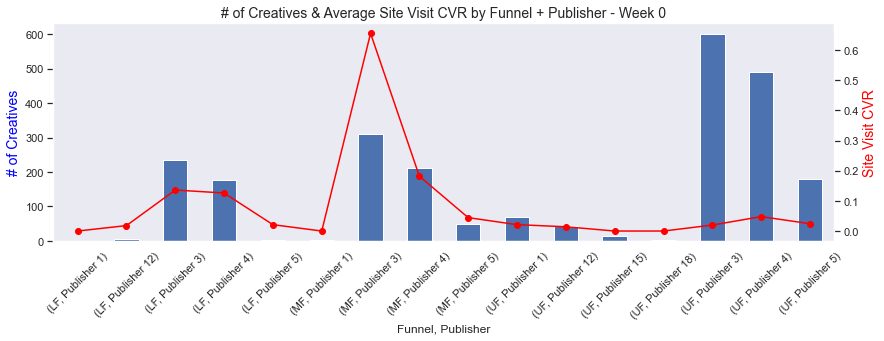 # of Creatives & Average Site Visit CVR by Funnel + Publisher - Week 0
# of Creatives
600
500
400
300
200
100
0
0.6
0.5
0.4
0.3
0.2
0.1
0.0
Site Visit CVR
(LF, Publisher 1)
(LF, Publisher 12)
(LF, Publisher 3)
(LF, Publisher 4)
(LF, Publisher 5)
(MF, Publisher 1)
(MF, Publisher 3)
(MF, Publisher 4)
(MF, Publisher 5)
(UF, Publisher 1)
(UF, Publisher 12)
(UF, Publisher 15)
(UF, Publisher 18)
(UF, Publisher 3)
(UF, Publisher 4)
(UF, Publisher 5)
Funnel, Publisher